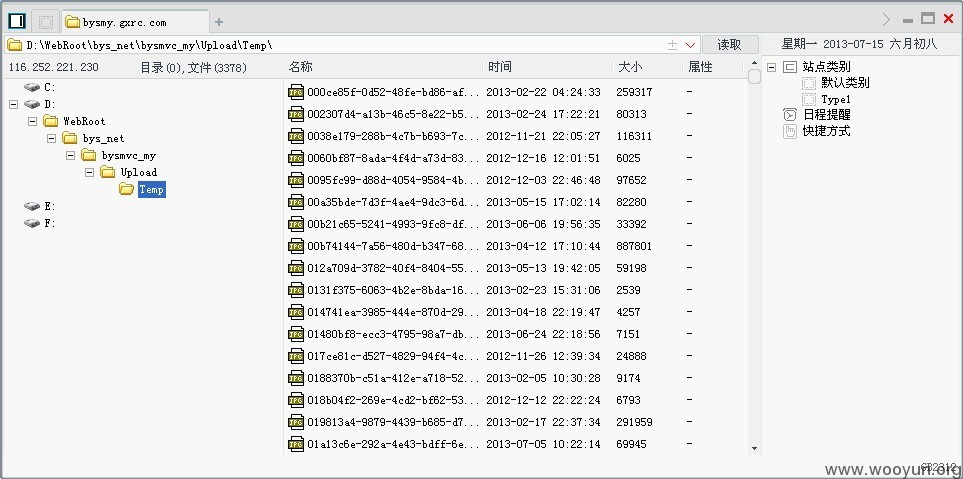 bysmy.gxrc.com
D:\WebRoot\bys_net\bysmvc_my\Upload\Temp\ 读取 星期一 2013-07-15 六月初八
116.252.221.230 目录(0),文件(3378) 名称 时间 大小 属性
C:
D:
WebRoot
bys_net
bysmvc_my
Upload
Temp
E:
F:
000ce85f-0d52-48fe-bd86-af... 2013-02-22 04:24:33 259317 -
002307d4-a13b-46c5-8e22-b5... 2013-02-24 17:22:21 80313 -
0038e179-288b-4c7b-b693-7c... 2012-11-21 22:05:27 116311 -
0060bf87-8ada-4f4d-a73d-83... 2012-12-16 12:01:51 6025 -
0095fc99-d88d-4054-9584-4b... 2012-12-03 22:46:48 97652 -
00a35bde-7d3f-4ae4-9dc3-6d... 2013-05-15 17:02:14 82280 -
00b21c65-5241-4993-9fc8-df... 2013-06-06 19:56:35 33392 -
00b74144-7a56-480d-b347-68... 2013-04-12 17:10:44 887801 -
012a709d-3782-40f4-8404-55... 2013-05-13 19:42:05 59198 -
0131f375-6063-4b2e-8bda-16... 2013-02-23 15:31:06 2539 -
014741ea-3985-444e-870d-29... 2013-04-18 22:19:47 4257 -
01480bf8-ecc3-4795-98a7-db... 2013-06-24 22:18:56 7151 -
017ce81c-d527-4829-94f4-4c... 2012-11-26 12:39:34 24888 -
0188370b-c51a-412e-a718-52... 2013-02-05 10:30:28 9174 -
018b04f2-269e-4cd2-bf62-53... 2012-12-12 22:22:24 6793 -
019813a4-9879-4439-b685-d7... 2013-02-17 22:37:34 291959 -
01a13c6e-292a-4e43-bdff-6e... 2013-07-05 10:22:14 69945 -
站点类别
默认类别
Type1
日程提醒
快捷方式
GB2312
www.wooyun.org